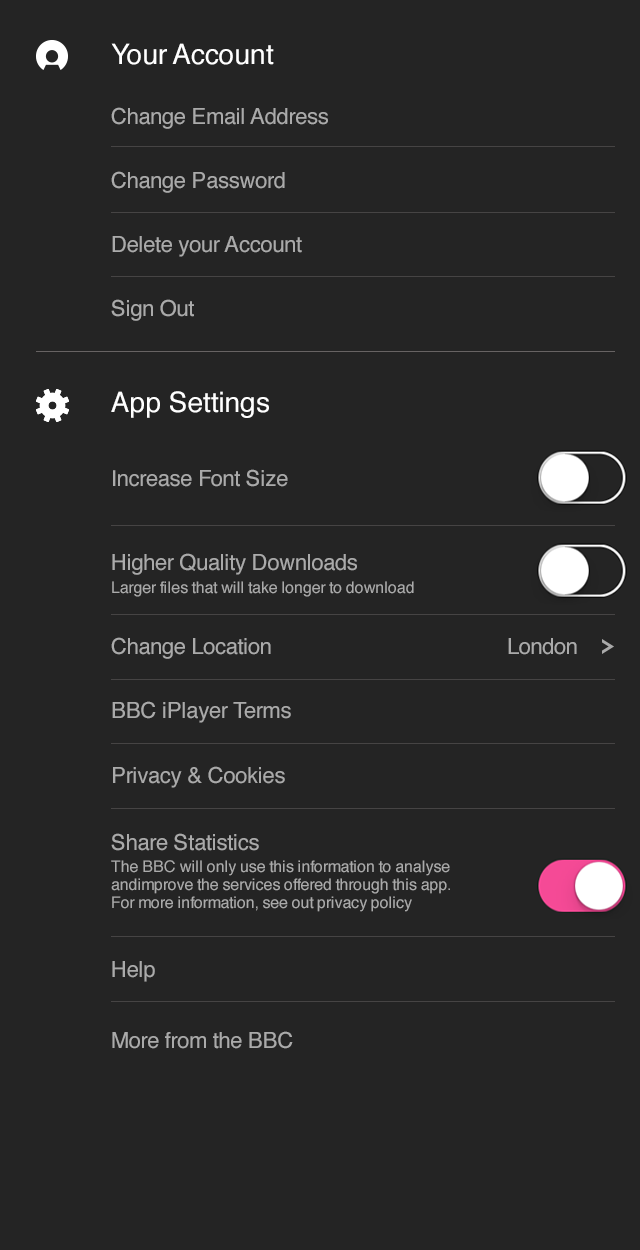 Your Account
Change Email Address
Change Password
Delete your Account
Sign Out
App Settings
Increase Font Size
Higher Quality Downloads
Larger files that will take longer to download
Change Location London >
BBC iPlayer Terms
Privacy & Cookies
Share Statistics
The BBC will only use this information to analyse
andimprove the services offered through this app.
For more information, see out privacy policy
Help
More from the BBC